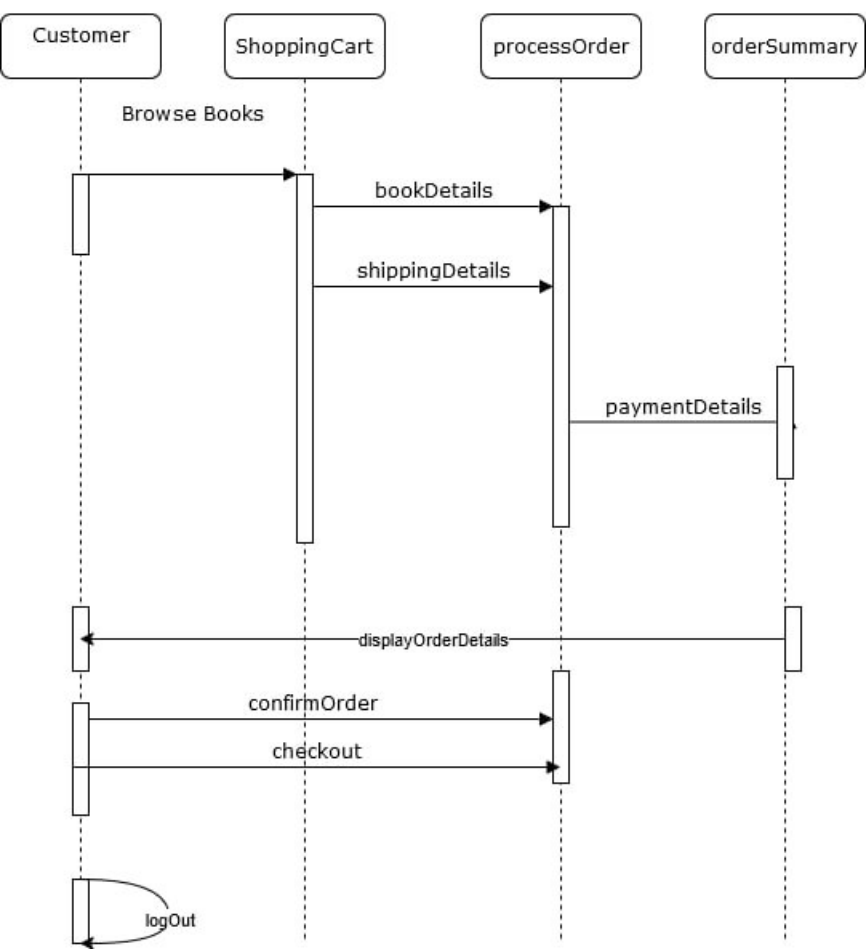 Customer
ShoppingCart
processOrder
orderSummary
Browse Books
bookDetails
shippingDetails
paymentDetails
displayOrderDetails
confirmOrder
checkout
logOut